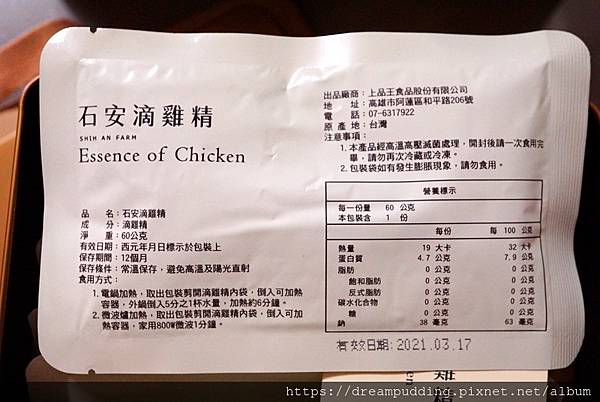 石安滴雞精
SHIH AN FARM
Essence of Chicken
品　名：石安滴雞精
成　分：滴雞精
淨　重：60公克
有效日期：西元年月日標示於包裝上
保存期間：12個月
保存條件：常溫保存，避免高溫及陽光直射
食用方式：
1. 電鍋加熱，取出包裝剪開滴雞精內袋，倒入可加熱
容器，外鍋倒入5分之1杯水量，加熱約6分鐘。
2. 微波爐加熱，取出包裝剪開滴雞精內袋，倒入可加
熱容器，家用800W微波1分鐘。
出品廠商：上品王食品股份有限公司
地　　址：高雄市阿蓮區和平路206號
電　　話：07-6317922
原 產 地：台灣
注意事項：
1. 本產品經高溫高壓滅菌處理，開封後請一次食用完
畢，請勿再次冷藏或冷凍。
2. 包裝袋如有發生膨脹現象，請勿食用。
營養標示
每一份量 60 公克
本包裝含 1 份
每份 每 100 公克
熱量 19 大卡 32 大卡
蛋白質 4.7 公克 7.9 公克
脂肪 0 公克 0 公克
飽和脂肪 0 公克 0 公克
反式脂肪 0 公克 0 公克
碳水化合物 0 公克 0 公克
糖 0 公克 0 公克
鈉 38 毫克 63 毫克
有效日期: 2021.03.17
雞精
https://dreampudding.pixnet.net/album